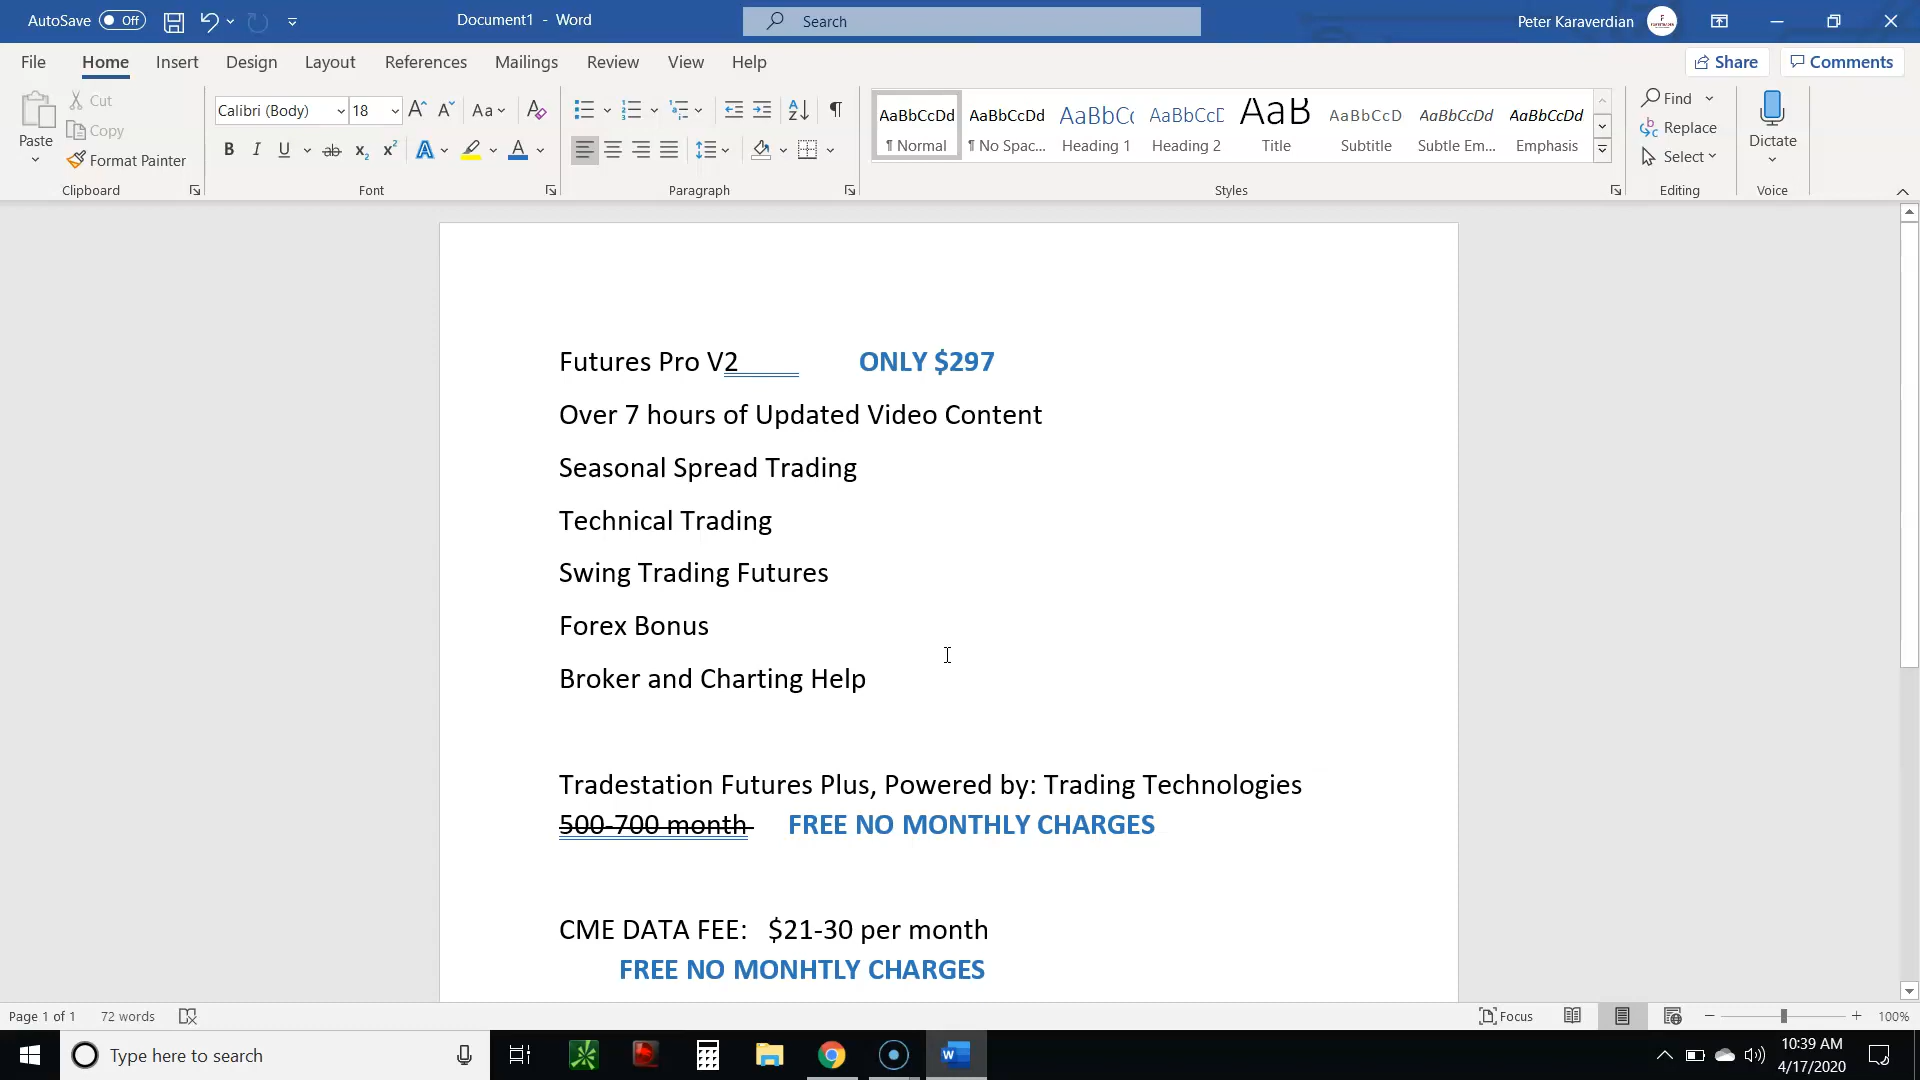 AutoSave Off Document1 - Word Search Peter Karaverdian
File Home Insert Design Layout References Mailings Review View Help Share Comments
Paste
Cut
Copy
Format Painter
Clipboard
Calibri (Body) 18
Font
Paragraph
AaBbCcDd AaBbCcDd AaBbCc AaBbCcD AaB AaBbCcD AaBbCcDd AaBbCcDd
¶ Normal ¶ No Spac... Heading 1 Heading 2 Title Subtitle Subtle Em... Emphasis
Styles
Find
Replace
Select
Editing
Dictate
Voice
Futures Pro V2 ONLY $297
Over 7 hours of Updated Video Content
Seasonal Spread Trading
Technical Trading
Swing Trading Futures
Forex Bonus
Broker and Charting Help
Tradestation Futures Plus, Powered by: Trading Technologies
500-700 month FREE NO MONTHLY CHARGES
CME DATA FEE: $21-30 per month
FREE NO MONHTLY CHARGES
Page 1 of 1 72 words Focus 100%
Type here to search
10:39 AM
4/17/2020